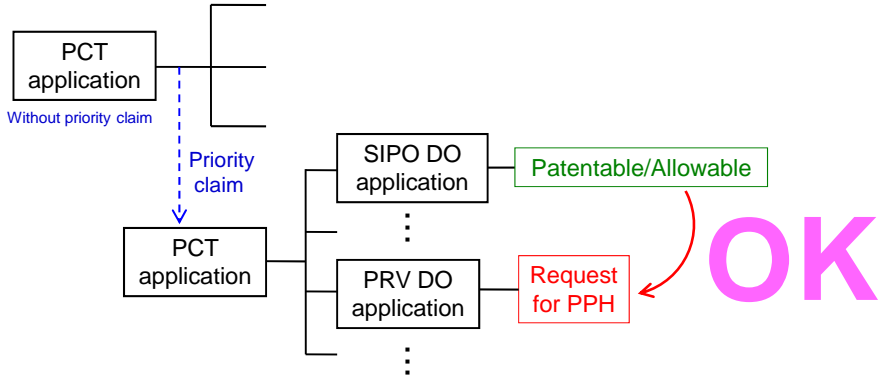 PCT
application
Without priority claim
Priority
claim
SIPO DO
application
Patentable/Allowable
OK
PCT
application
PRV DO
application
Request
for PPH